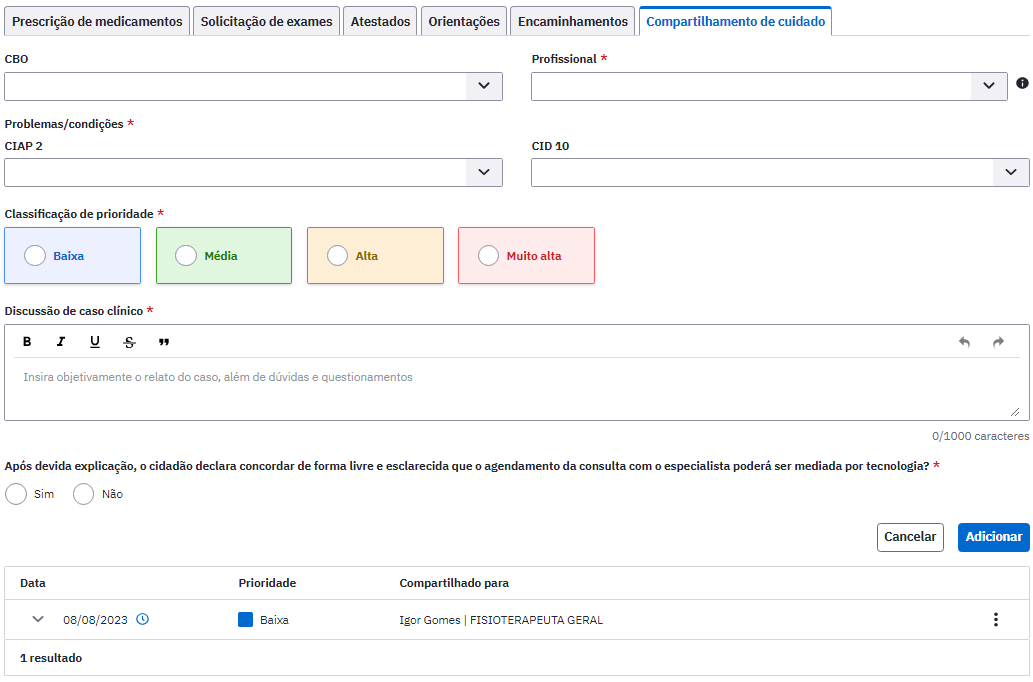 Prescrição de medicamentos Solicitação de exames Atestados Orientações Encaminhamentos Compartilhamento de cuidado
CBO Profissional *
Problemas/condições *
CIAP 2 CID 10
Classificação de prioridade *
Baixa Média Alta Muito alta
Discussão de caso clínico *
B I U S
Insira objetivamente o relato do caso, além de dúvidas e questionamentos
0/1000 caracteres
Após devida explicação, o cidadão declara concordar de forma livre e esclarecida que o agendamento da consulta com o especialista poderá ser mediada por tecnologia? *
Sim Não
Cancelar Adicionar
Data Prioridade Compartilhado para
08/08/2023 Baixa Igor Gomes | FISIOTERAPEUTA GERAL
1 resultado